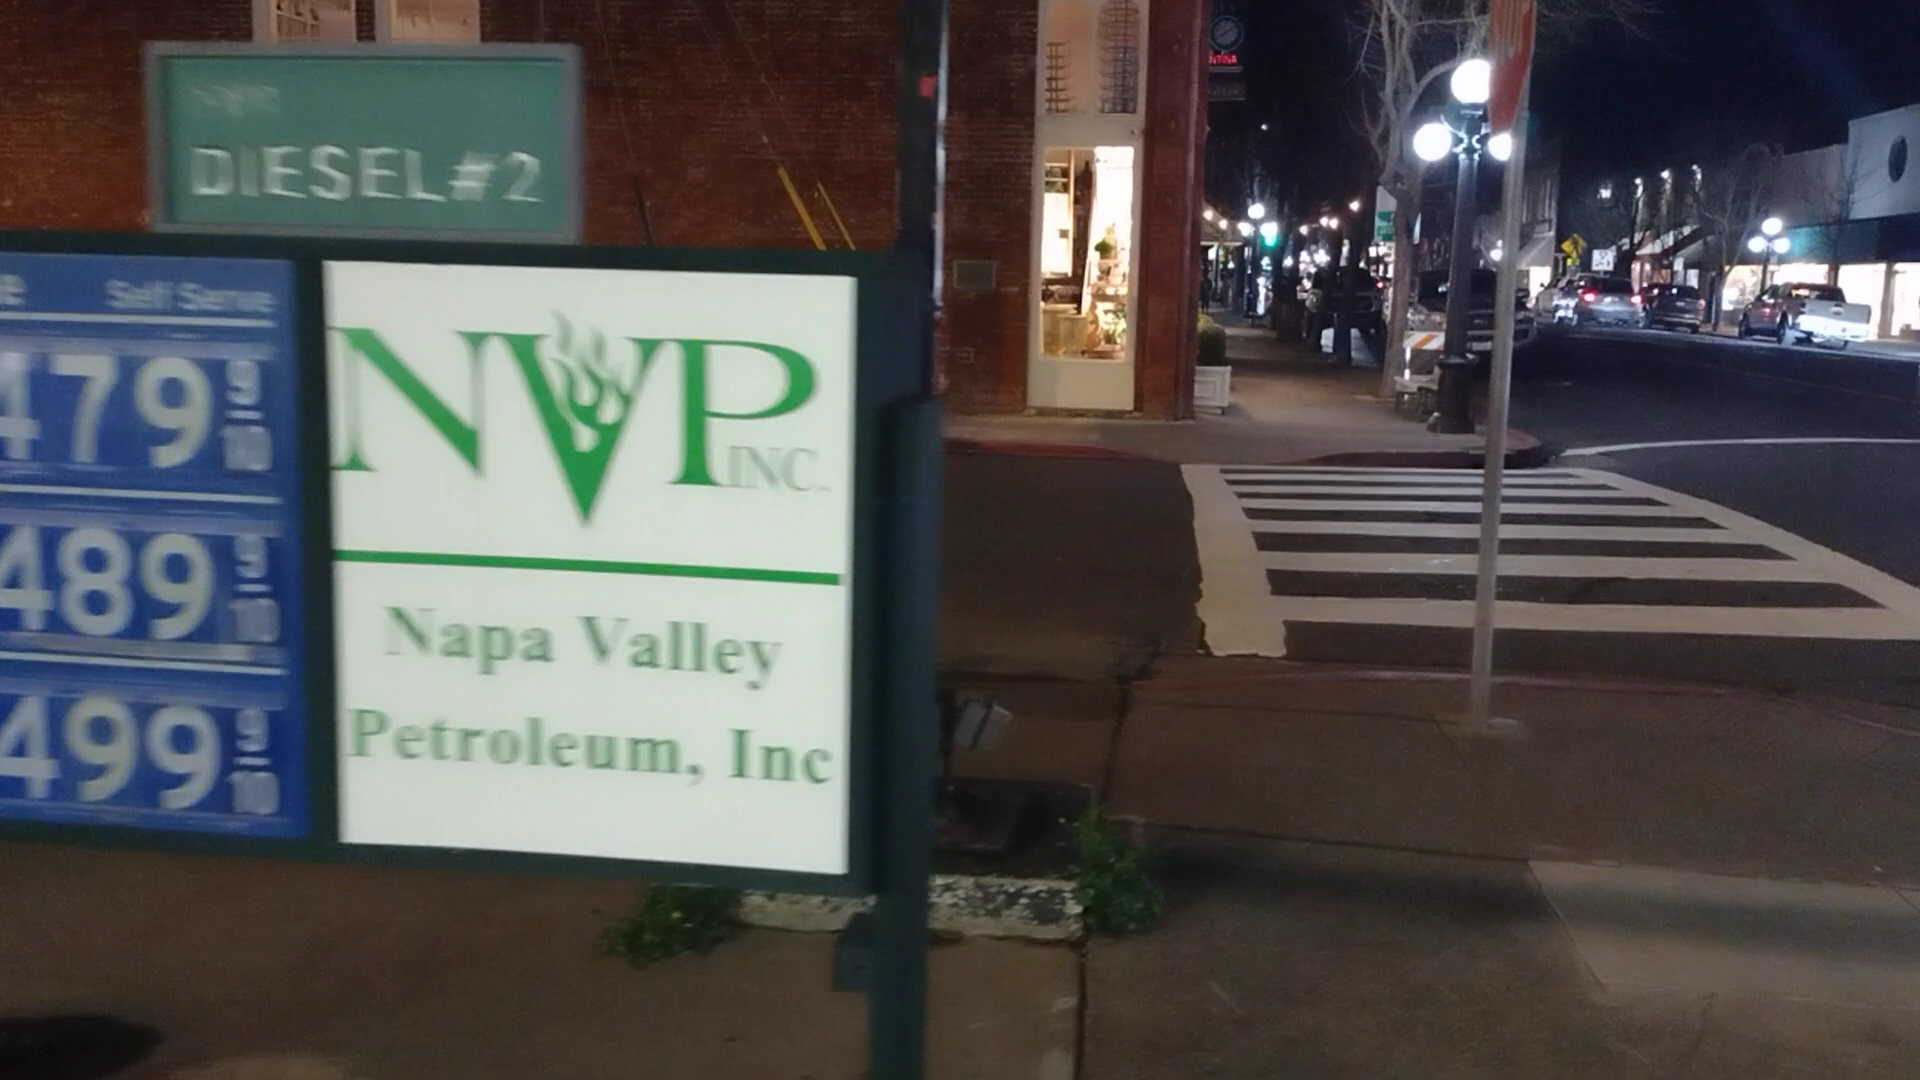 DIESEL#2
Self Serve
479 9/10
489 9/10
499 9/10
NVP INC.
Napa Valley
Petroleum, Inc